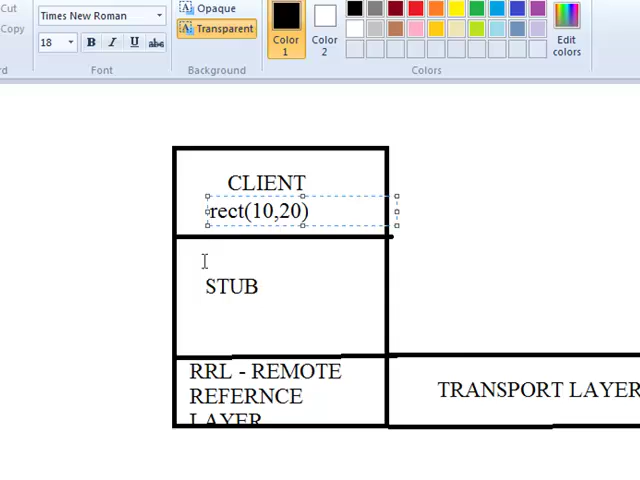 Cut
Copy
Times New Roman
18 B I U abc
Font
Opaque
Transparent
Background
Color
1
Color
2
Edit
colors
Colors
CLIENT
rect(10,20)
STUB
RRL - REMOTE
REFERNCE
LAYER
TRANSPORT LAYER